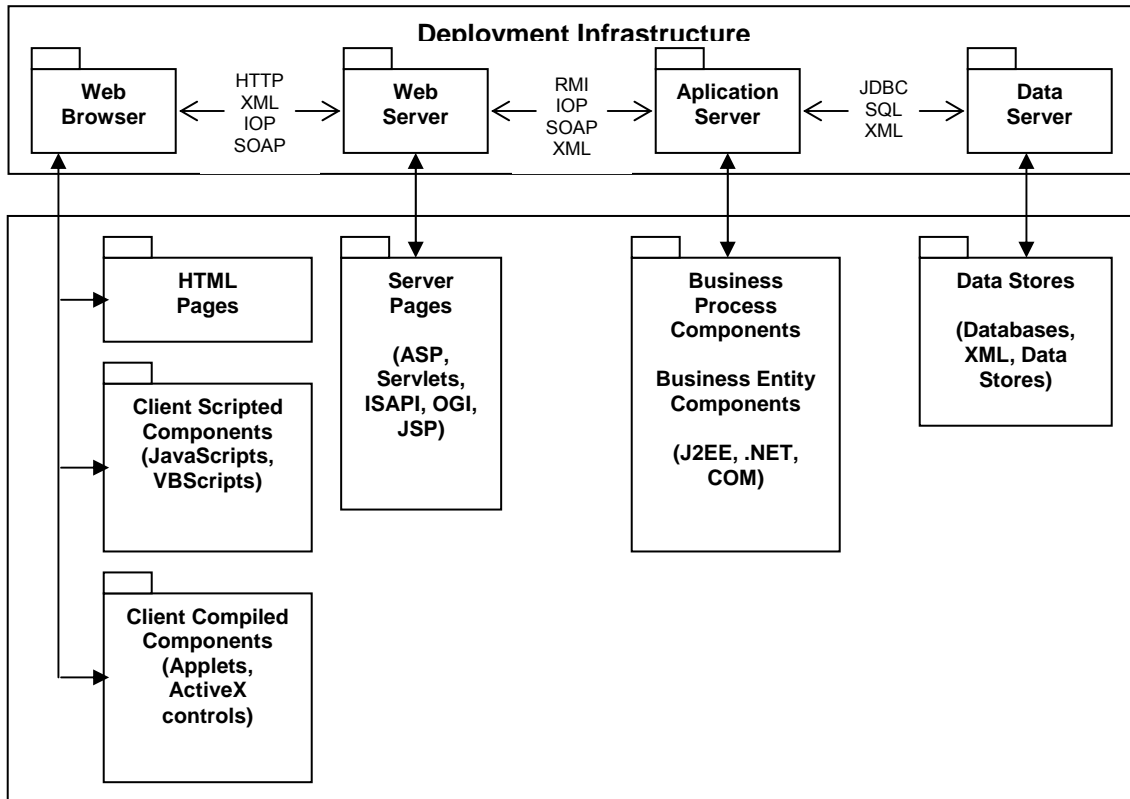 Deployment Infrastructure
Web
Browser
HTTP
XML
IOP
SOAP
Web
Server
RMI
IOP
SOAP
XML
Aplication
Server
JDBC
SQL
XML
Data
Server
HTML
Pages
Client Scripted
Components
(JavaScripts,
VBScripts)
Client Compiled
Components
(Applets,
ActiveX
controls)
Server
Pages
(ASP,
Servlets,
ISAPI, OGI,
JSP)
Business
Process
Components
Business Entity
Components
(J2EE, .NET,
COM)
Data Stores
(Databases,
XML, Data
Stores)